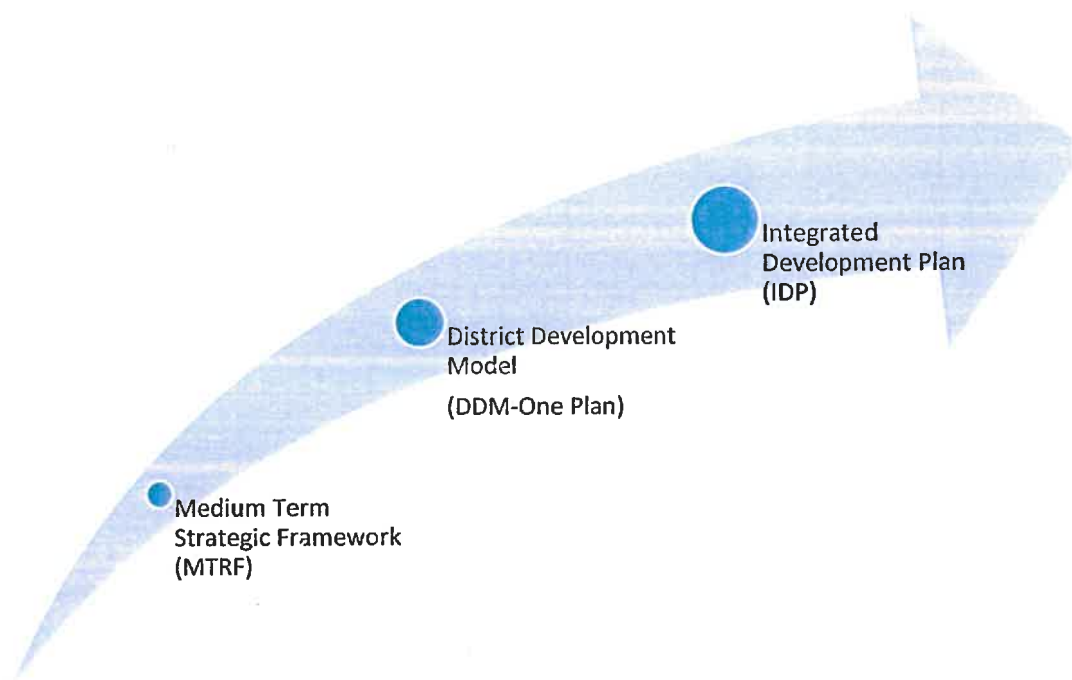 Integrated
Development Plan
(IDP)
District Development
Model
(DDM-One Plan)
Medium Term
Strategic Framework
(MTRF)